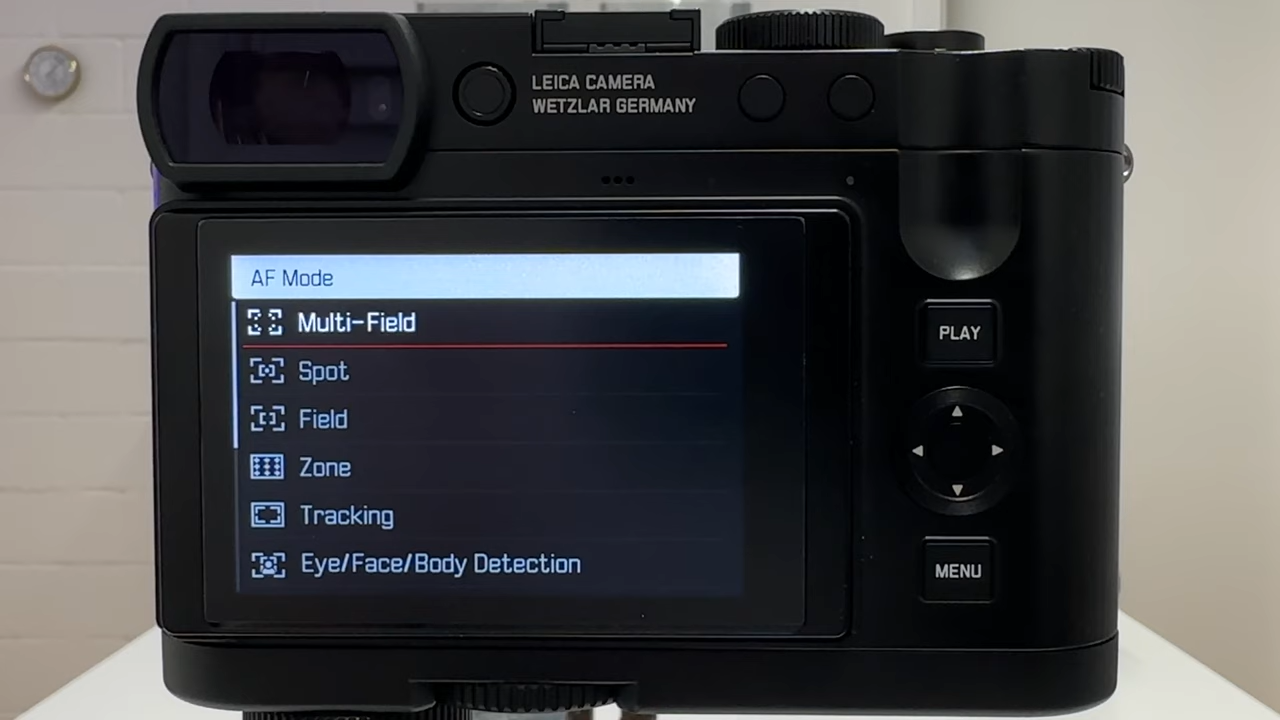 LEICA CAMERA
WETZLAR GERMANY
AF Mode
Multi-Field
Spot
Field
Zone
Tracking
Eye/Face/Body Detection
PLAY
MENU